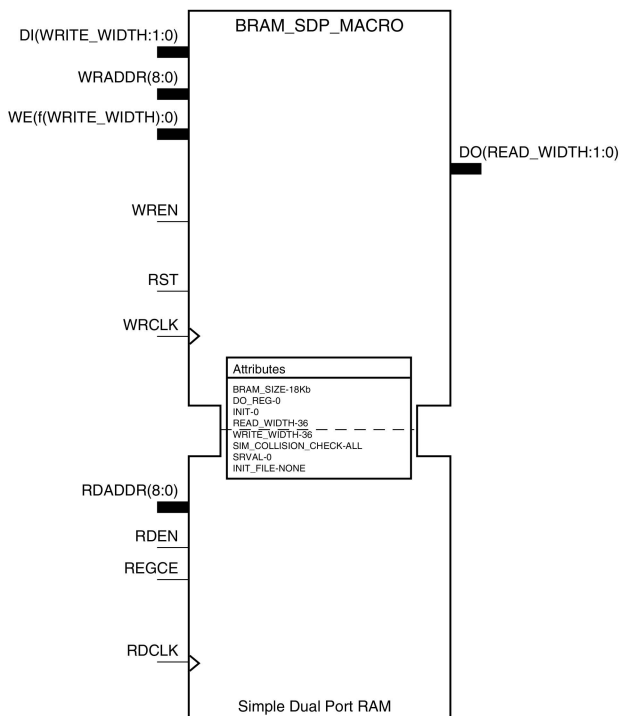 BRAM_SDP_MACRO
DI(WRITE_WIDTH:1:0)
WRADDR(8:0)
WE(f(WRITE_WIDTH):0)
DO(READ_WIDTH:1:0)
WREN
RST
WRCLK
Attributes
BRAM_SIZE-18Kb
DO_REG-0
INIT-0
READ_WIDTH-36
WRITE_WIDTH-36
SIM_COLLISION_CHECK-ALL
SRVAL-0
INIT_FILE-NONE
RDADDR(8:0)
RDEN
REGCE
RDCLK
Simple Dual Port RAM